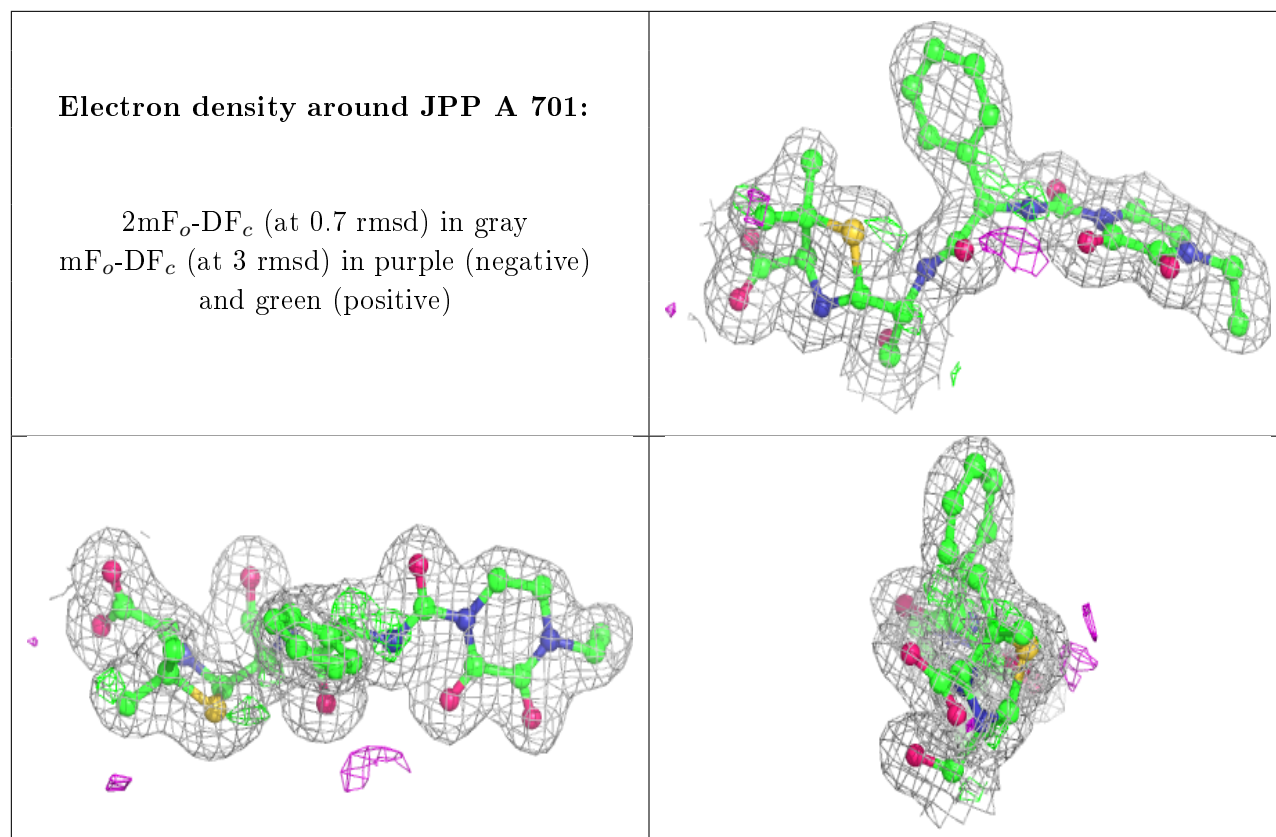 Electron density around JPP A 701:
2mFₒ-DF𝒸 (at 0.7 rmsd) in gray
mFₒ-DF𝒸 (at 3 rmsd) in purple (negative)
and green (positive)